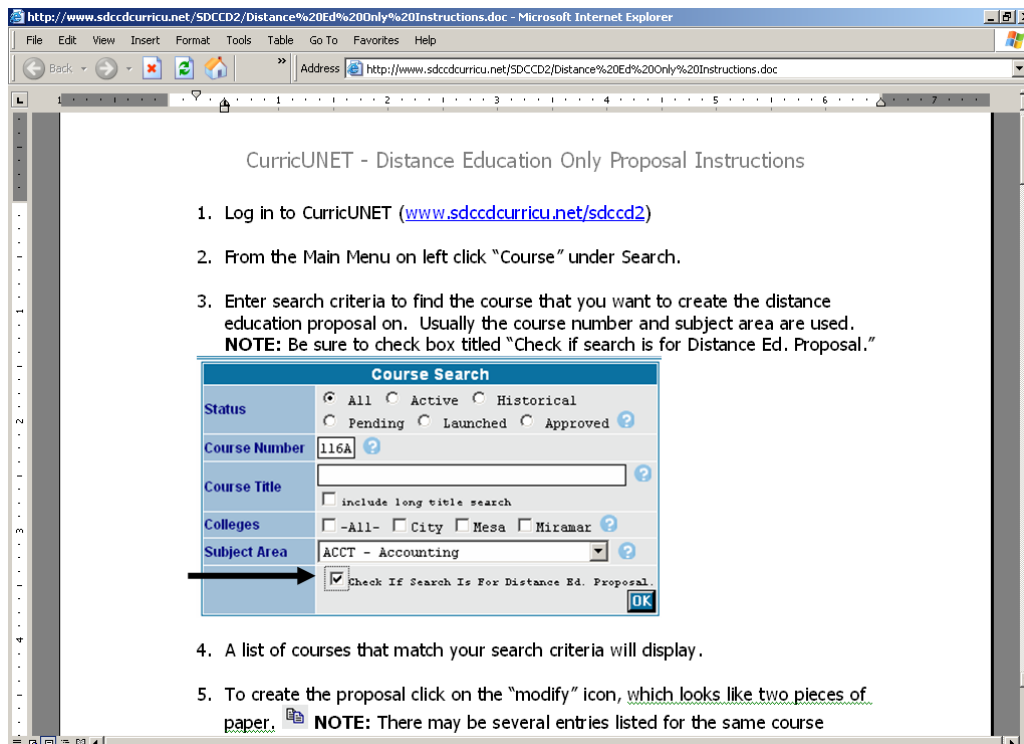 http://www.sdccdcurricu.net/SDCCD2/Distance%20Ed%20Only%20Instructions.doc - Microsoft Internet Explorer
File Edit View Insert Format Tools Table Go To Favorites Help
Back » Address http://www.sdccdcurricu.net/SDCCD2/Distance%20Ed%20Only%20Instructions.doc
1 1 2 3 4 5 6 7
CurricUNET - Distance Education Only Proposal Instructions
1. Log in to CurricUNET (www.sdccdcurricu.net/sdccd2)
2. From the Main Menu on left click “Course” under Search.
3. Enter search criteria to find the course that you want to create the distance
education proposal on. Usually the course number and subject area are used.
NOTE: Be sure to check box titled “Check if search is for Distance Ed. Proposal.”
Course Search
Status All Active Historical
Pending Launched Approved ?
Course Number 116A ?
Course Title ?
include long title search
Colleges -All- City Mesa Miramar ?
Subject Area ACCT - Accounting ?
Check If Search Is For Distance Ed. Proposal.
OK
4. A list of courses that match your search criteria will display.
5. To create the proposal click on the “modify” icon, which looks like two pieces of
paper. NOTE: There may be several entries listed for the same course